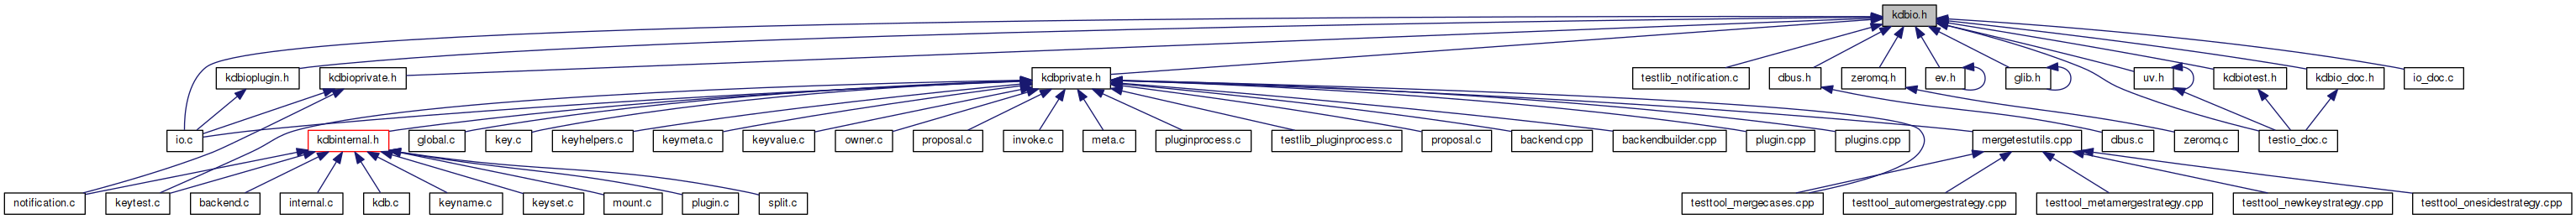 kdbio.h
kdbioplugin.h
kdbioprivate.h
kdbprivate.h
testlib_notification.c
dbus.h
zeromq.h
ev.h
glib.h
uv.h
kdbiotest.h
kdbio_doc.h
io_doc.c
io.c
kdbinternal.h
global.c
key.c
keyhelpers.c
keymeta.c
keyvalue.c
owner.c
proposal.c
invoke.c
meta.c
pluginprocess.c
testlib_pluginprocess.c
proposal.c
backend.cpp
backendbuilder.cpp
plugin.cpp
plugins.cpp
mergetestutils.cpp
dbus.c
zeromq.c
testio_doc.c
notification.c
keytest.c
backend.c
internal.c
kdb.c
keyname.c
keyset.c
mount.c
plugin.c
split.c
testtool_mergecases.cpp
testtool_automergestrategy.cpp
testtool_metamergestrategy.cpp
testtool_newkeystrategy.cpp
testtool_onesidestrategy.cpp